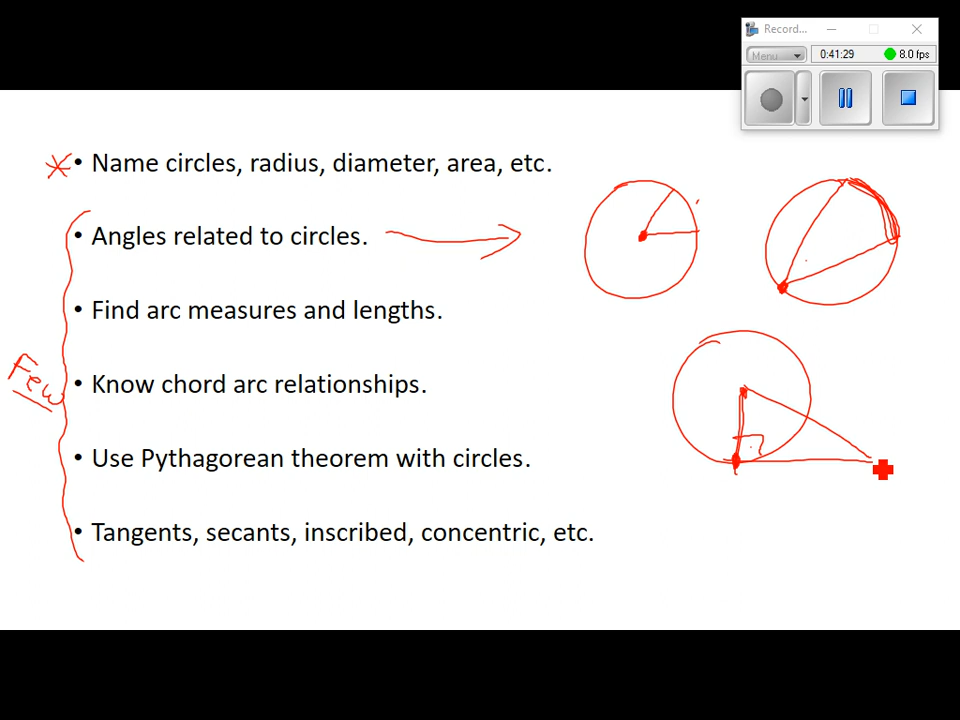 Record...
Menu
0:41:29
8.0 fps
• Name circles, radius, diameter, area, etc.
• Angles related to circles.
• Find arc measures and lengths.
Few
• Know chord arc relationships.
• Use Pythagorean theorem with circles.
• Tangents, secants, inscribed, concentric, etc.